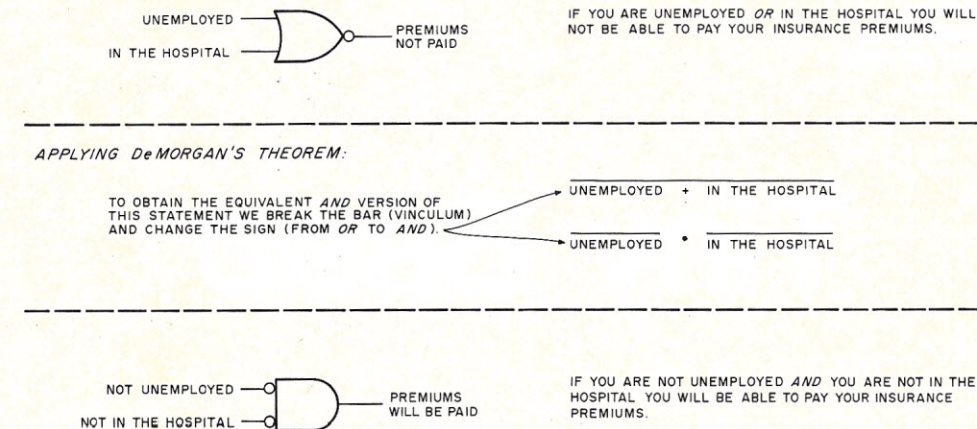 UNEMPLOYED
IN THE HOSPITAL
PREMIUMS
NOT PAID
IF YOU ARE UNEMPLOYED OR IN THE HOSPITAL YOU WILL
NOT BE ABLE TO PAY YOUR INSURANCE PREMIUMS.
APPLYING DeMORGAN'S THEOREM:
TO OBTAIN THE EQUIVALENT AND VERSION OF
THIS STATEMENT WE BREAK THE BAR (VINCULUM)
AND CHANGE THE SIGN (FROM OR TO AND).
UNEMPLOYED + IN THE HOSPITAL
UNEMPLOYED • IN THE HOSPITAL
NOT UNEMPLOYED
NOT IN THE HOSPITAL
PREMIUMS
WILL BE PAID
IF YOU ARE NOT UNEMPLOYED AND YOU ARE NOT IN THE
HOSPITAL YOU WILL BE ABLE TO PAY YOUR INSURANCE
PREMIUMS.